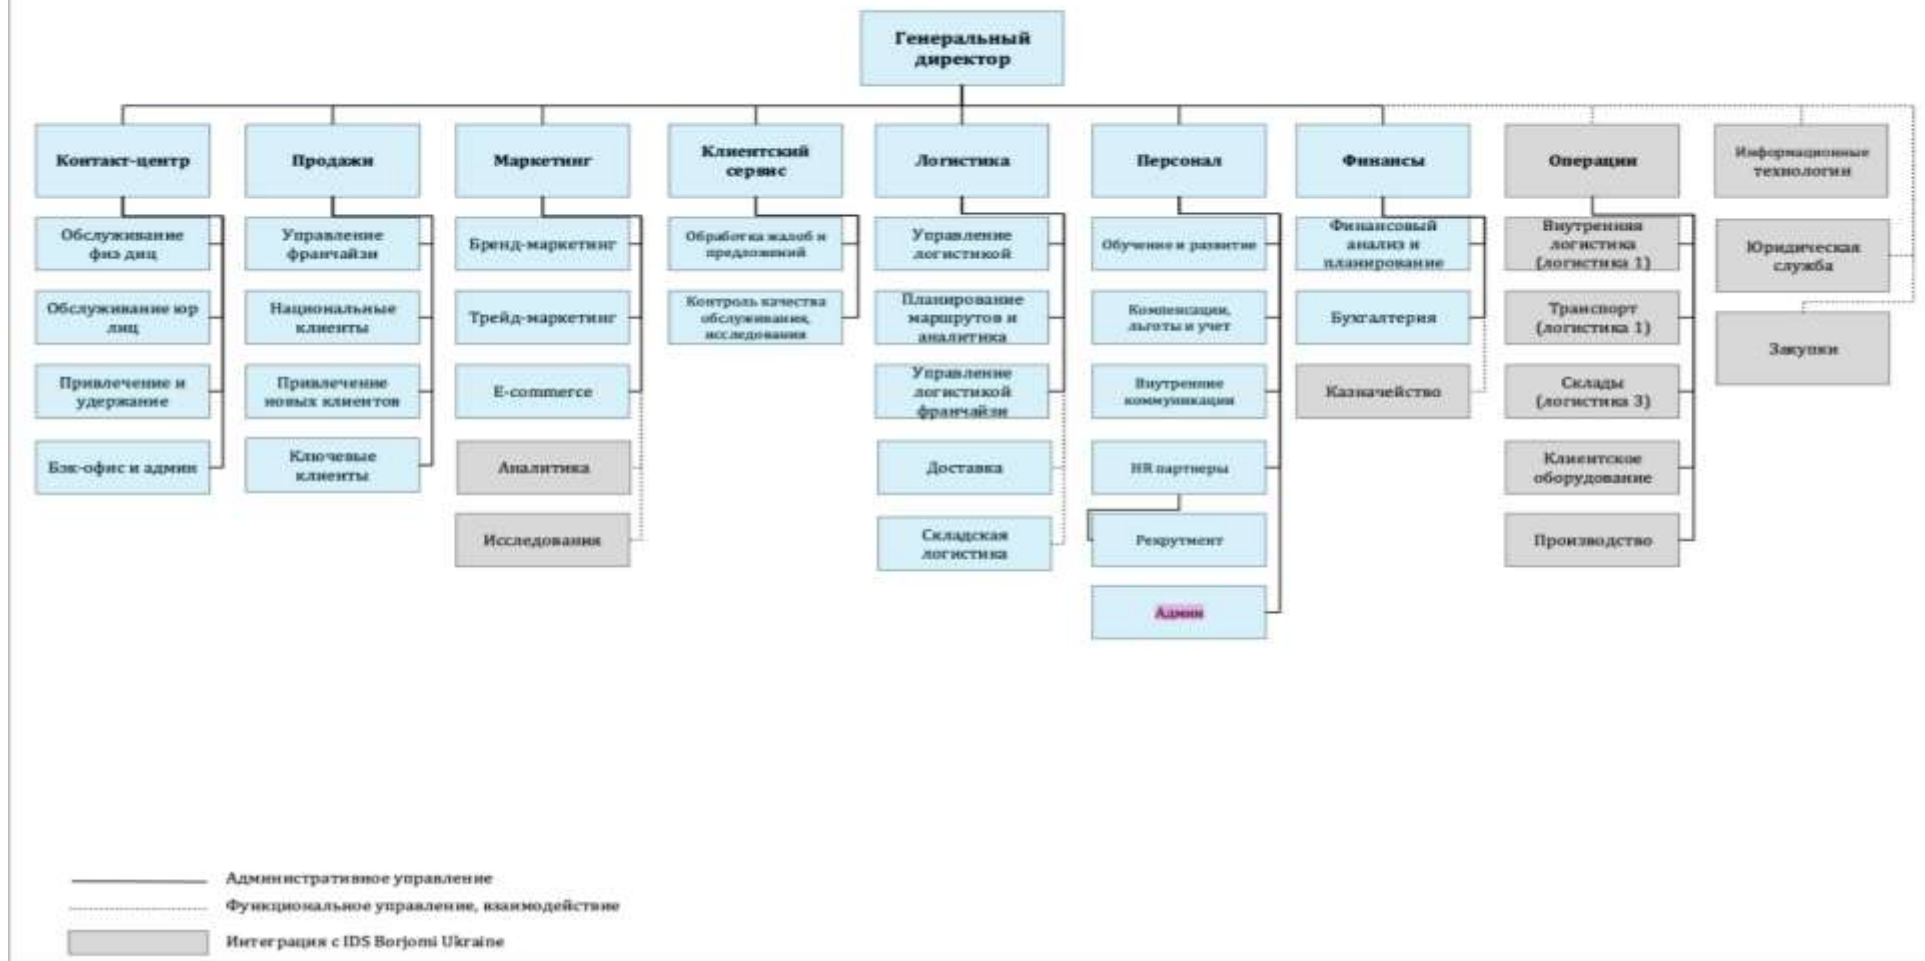 Генеральный
директор
Контакт-центр
Продажи
Маркетинг
Клиентский
сервис
Логистика
Персонал
Финансы
Операции
Информационные
технологии
Обслуживание
физ лиц
Обслуживание юр
лиц
Привлечение и
удержание
Бэк-офис и админ
Управление
франчайзи
Национальные
клиенты
Привлечение
новых клиентов
Ключевые
клиенты
Бренд-маркетинг
Трейд-маркетинг
E-commerce
Аналитика
Исследования
Обработка жалоб и
предложений
Контроль качества
обслуживания,
исследования
Управление
логистикой
Планирование
маршрутов и
аналитика
Управление
логистикой
франчайзи
Доставка
Складская
логистика
Обучение и развитие
Компенсации,
льготы и учет
Внутренние
коммуникации
HR партнеры
Рекрутмент
Админ
Финансовый
анализ и
планирование
Бухгалтерия
Казначейство
Внутренняя
логистика
(логистика 1)
Транспорт
(логистика 1)
Склады
(логистика 3)
Клиентское
оборудование
Производство
Юридическая
служба
Закупки
Административное управление
Функциональное управление, взаимодействие
Интеграция с IDS Borjomi Ukraine